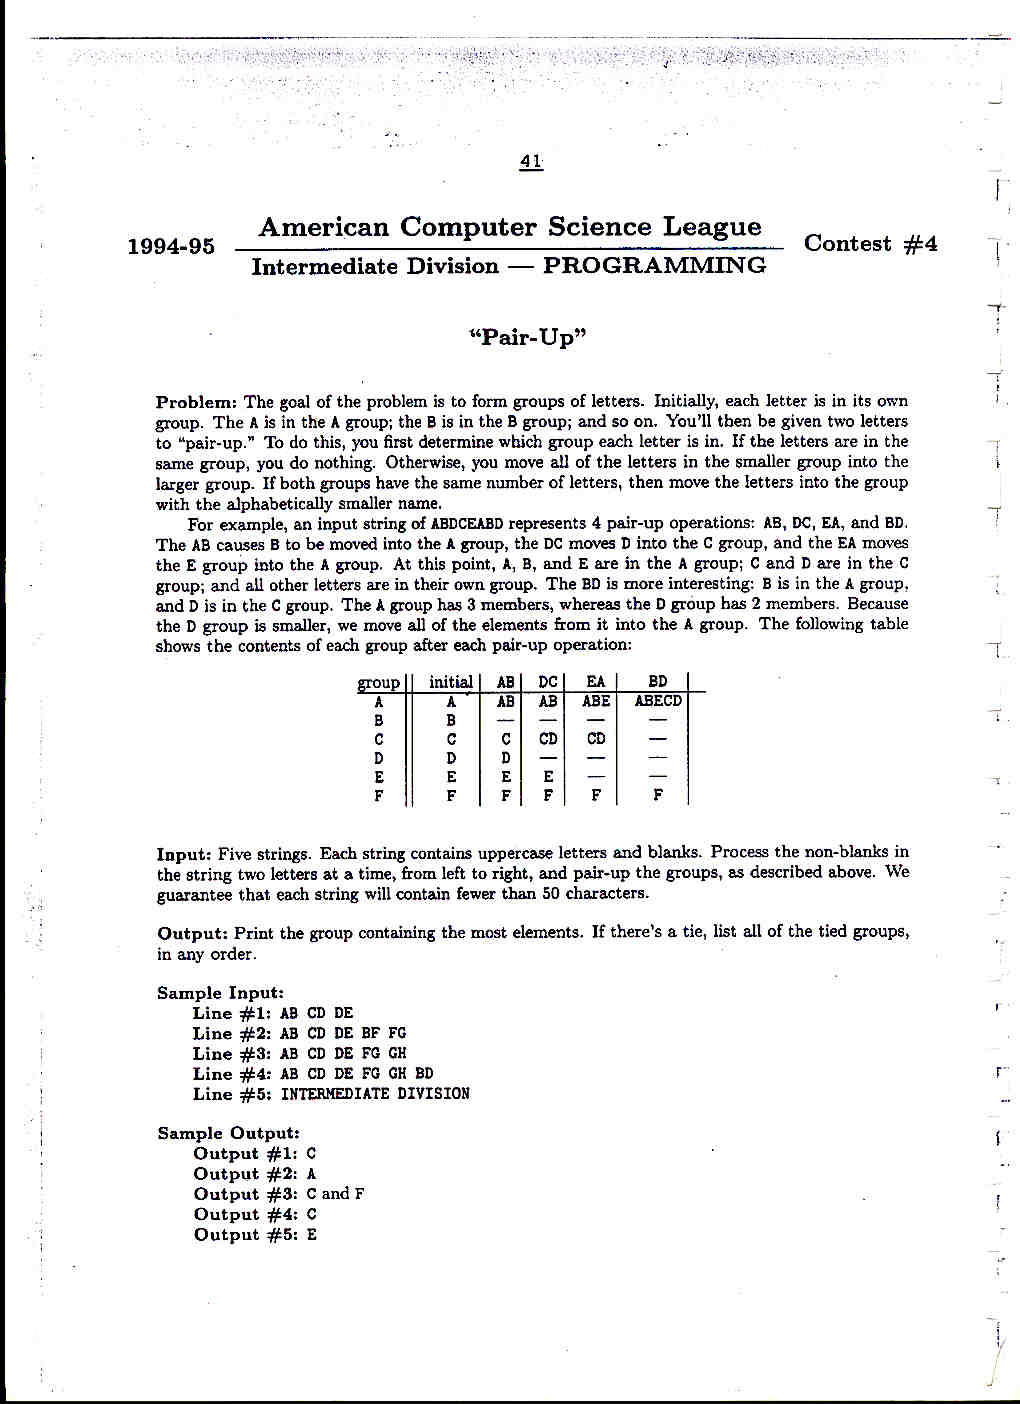 41
American Computer Science League
1994-95
Contest #4
Intermediate Division — PROGRAMMING
“Pair-Up”
Problem: The goal of the problem is to form groups of letters. Initially, each letter is in its own
group. The A is in the A group; the B is in the B group; and so on. You'll then be given two letters
to “pair-up.” To do this, you first determine which group each letter is in. If the letters are in the
same group, you do nothing. Otherwise, you move all of the letters in the smaller group into the
larger group. If both groups have the same number of letters, then move the letters into the group
with the alphabetically smaller name.
For example, an input string of ABDCEABD represents 4 pair-up operations: AB, DC, EA, and BD.
The AB causes B to be moved into the A group, the DC moves D into the C group, and the EA moves
the E group into the A group. At this point, A, B, and E are in the A group; C and D are in the C
group; and all other letters are in their own group. The BD is more interesting: B is in the A group,
and D is in the C group. The A group has 3 members, whereas the D group has 2 members. Because
the D group is smaller, we move all of the elements from it into the A group. The following table
shows the contents of each group after each pair-up operation:
group initial AB DC EA BD
A A AB AB ABE ABECD
B B — — — —
C C C CD CD —
D D D — — —
E E E E — —
F F F F F F
Input: Five strings. Each string contains uppercase letters and blanks. Process the non-blanks in
the string two letters at a time, from left to right, and pair-up the groups, as described above. We
guarantee that each string will contain fewer than 50 characters.
Output: Print the group containing the most elements. If there's a tie, list all of the tied groups,
in any order.
Sample Input:
Line #1: AB CD DE
Line #2: AB CD DE BF FG
Line #3: AB CD DE FG GH
Line #4: AB CD DE FG GH BD
Line #5: INTERMEDIATE DIVISION
Sample Output:
Output #1: C
Output #2: A
Output #3: C and F
Output #4: C
Output #5: E